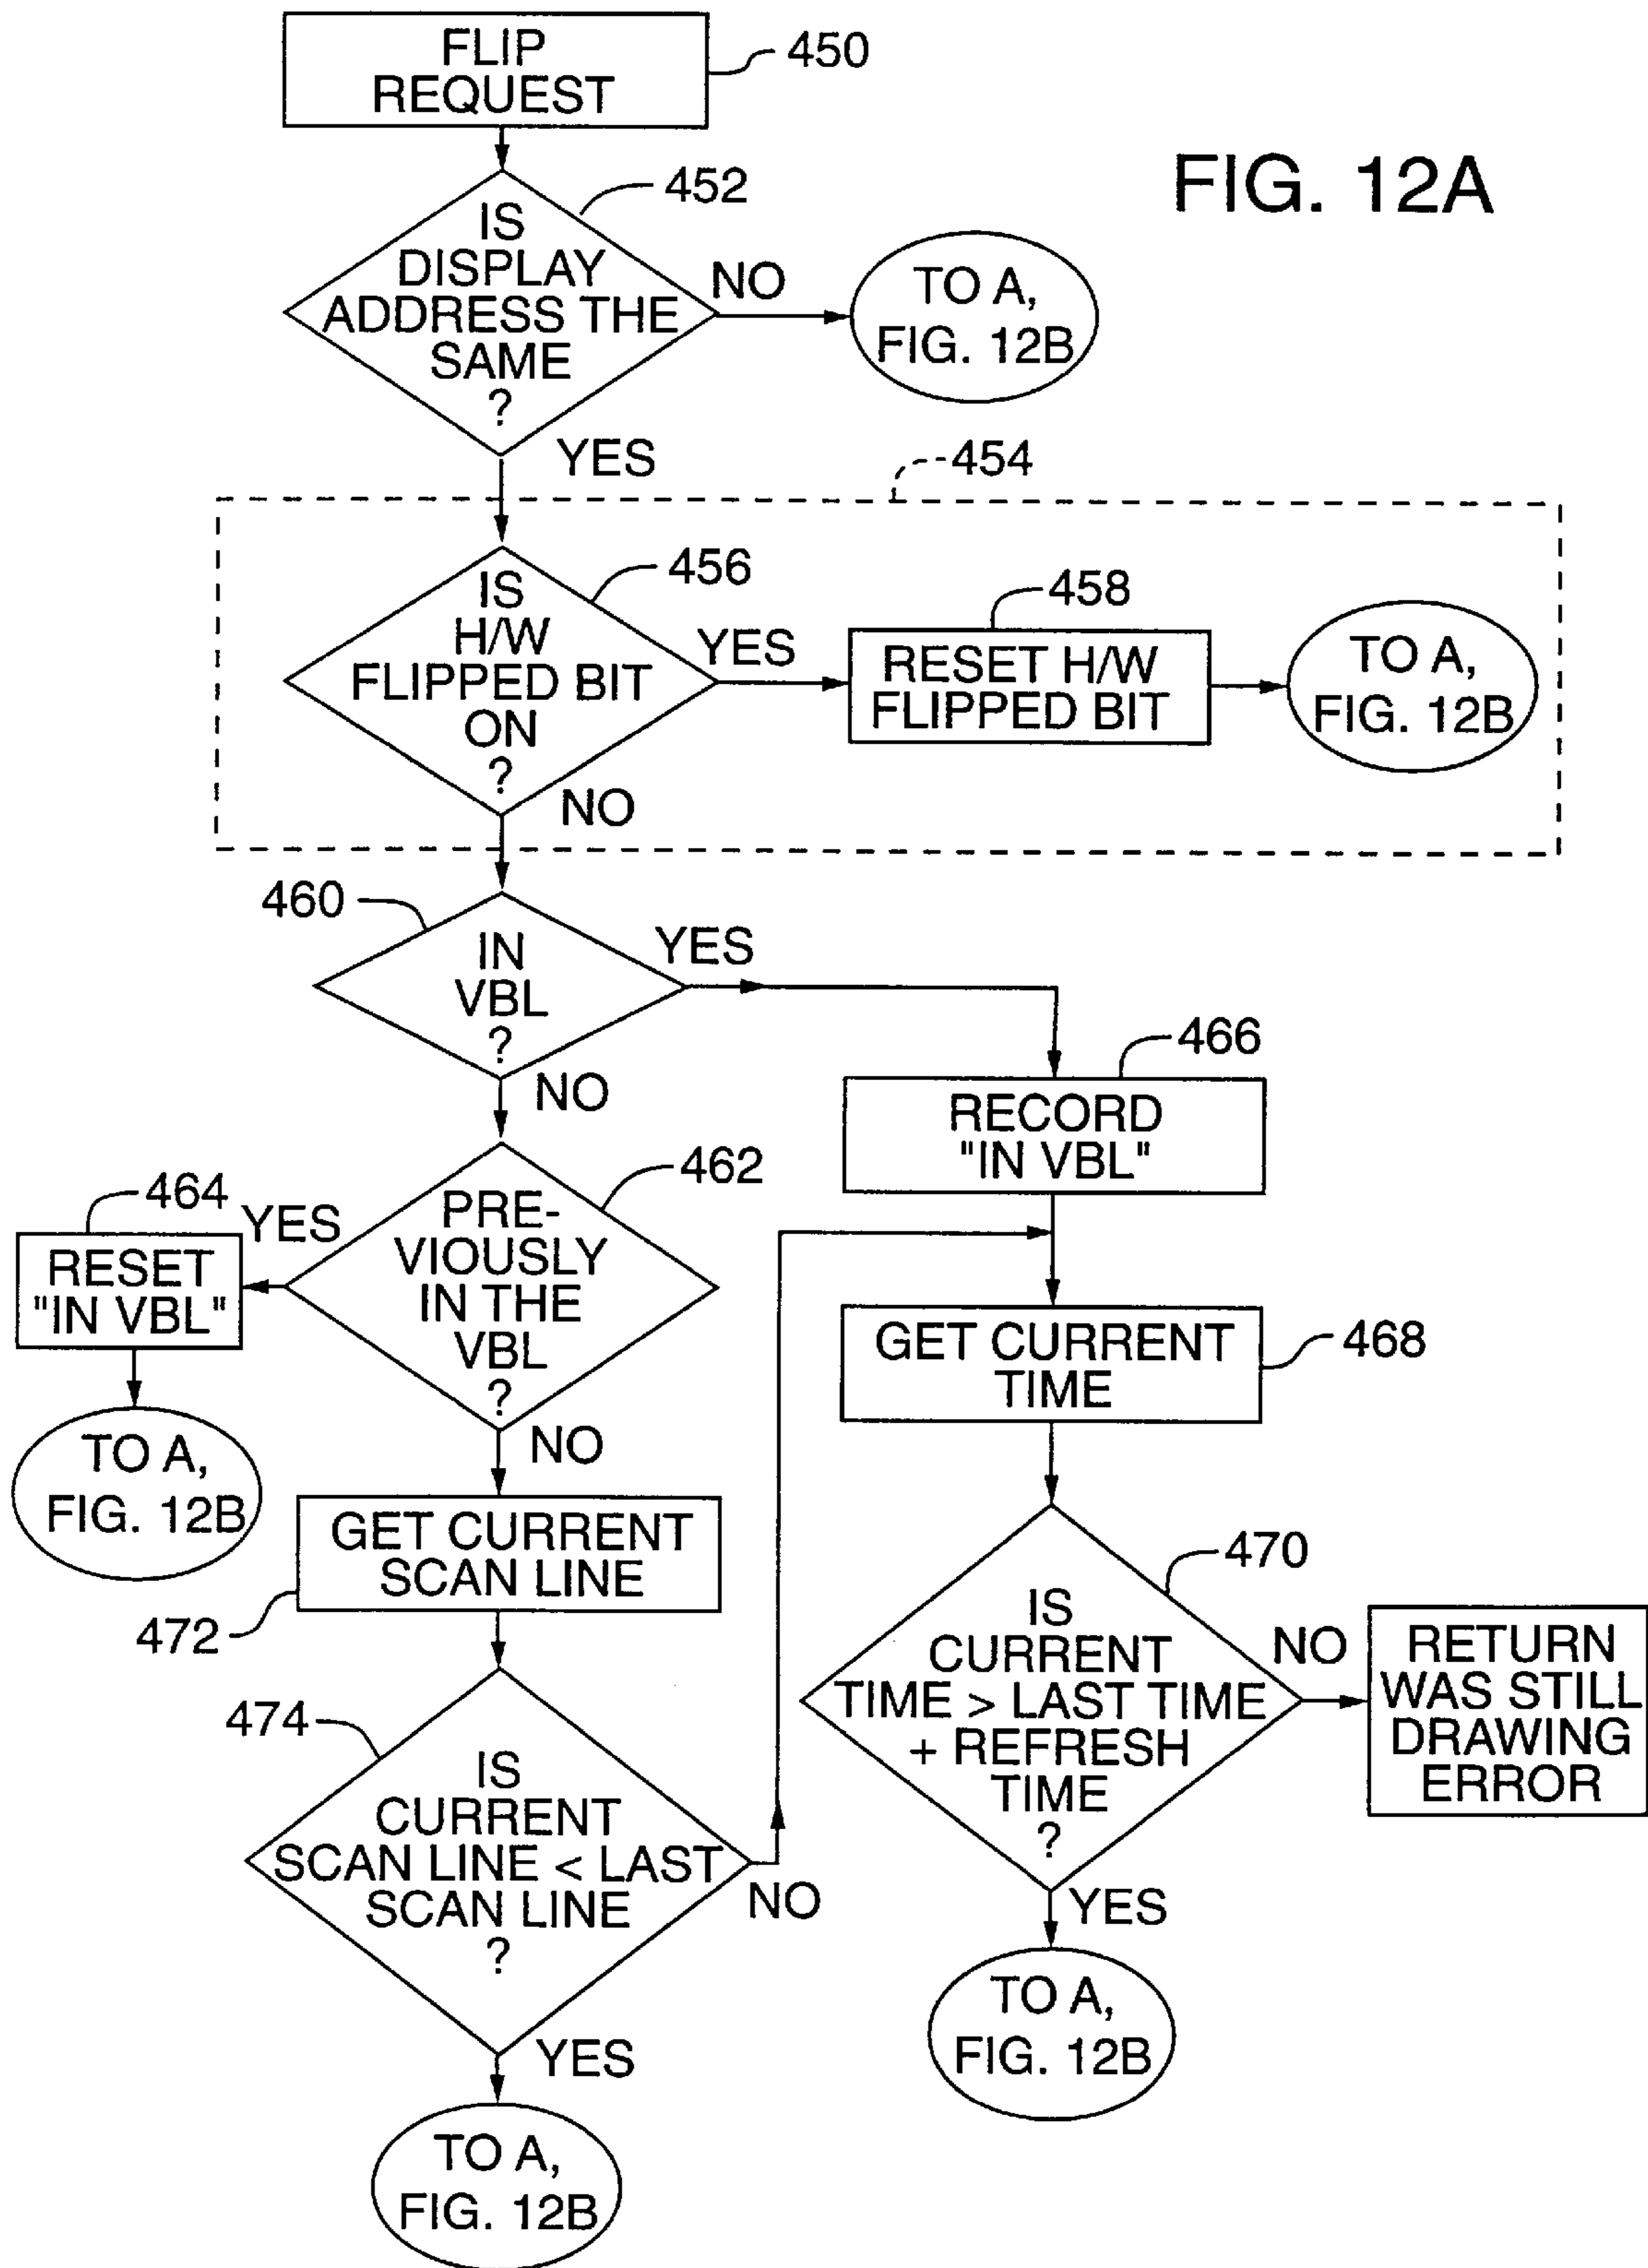 FLIP
REQUEST
450
FIG. 12A
452
IS
DISPLAY
ADDRESS THE
SAME
?
NO
TO A,
FIG. 12B
YES
454
456
IS
H/W
FLIPPED BIT
ON
?
YES
458
RESET H/W
FLIPPED BIT
TO A,
FIG. 12B
NO
460
IN
VBL
?
YES
NO
466
RECORD
"IN VBL"
462
PRE-
VIOUSLY
IN THE
VBL
?
464
YES
RESET
"IN VBL"
TO A,
FIG. 12B
NO
GET CURRENT
TIME
468
GET CURRENT
SCAN LINE
472
470
IS
CURRENT
TIME > LAST TIME
+ REFRESH
TIME
?
NO
RETURN
WAS STILL
DRAWING
ERROR
474
IS
CURRENT
SCAN LINE < LAST
SCAN LINE
?
NO
YES
TO A,
FIG. 12B
YES
TO A,
FIG. 12B